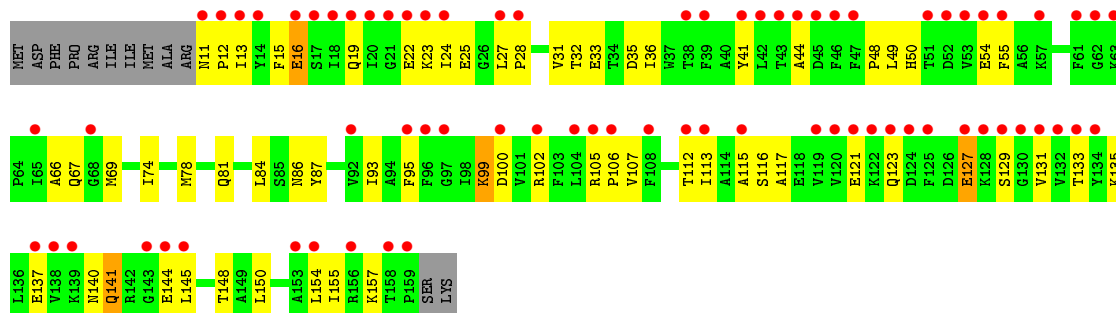 MET ASP PHE PRO ARG ILE ILE MET ALA ARG N11 P12 I13 Y14 F15 E16 S17 I18 Q19 I20 G21 E22 K23 I24 E25 G26 L27 P28 V31 T32 E33 T34 D35 I36 W37 T38 F39 A40 Y41 L42 T43 A44 D45 F46 F47 P48 L49 H50 T51 D52 V53 E54 F55 A56 K57 F61 G62 K63
P64 I65 A66 Q67 G68 M69 I74 M78 Q81 L84 S85 N86 Y87 V92 I93 A94 F95 F96 G97 I98 K99 D100 V101 R102 F103 L104 R105 P106 V107 F108 T112 I113 A114 A115 S116 A117 E118 V119 V120 E121 K122 Q123 D124 F125 D126 E127 K128 S129 G130 V131 V132 T133 Y134 K135
L136 E137 V138 K139 N140 Q141 R142 G143 E144 L145 T148 A149 L150 A153 L154 I155 R156 K157 T158 P159 SER LYS